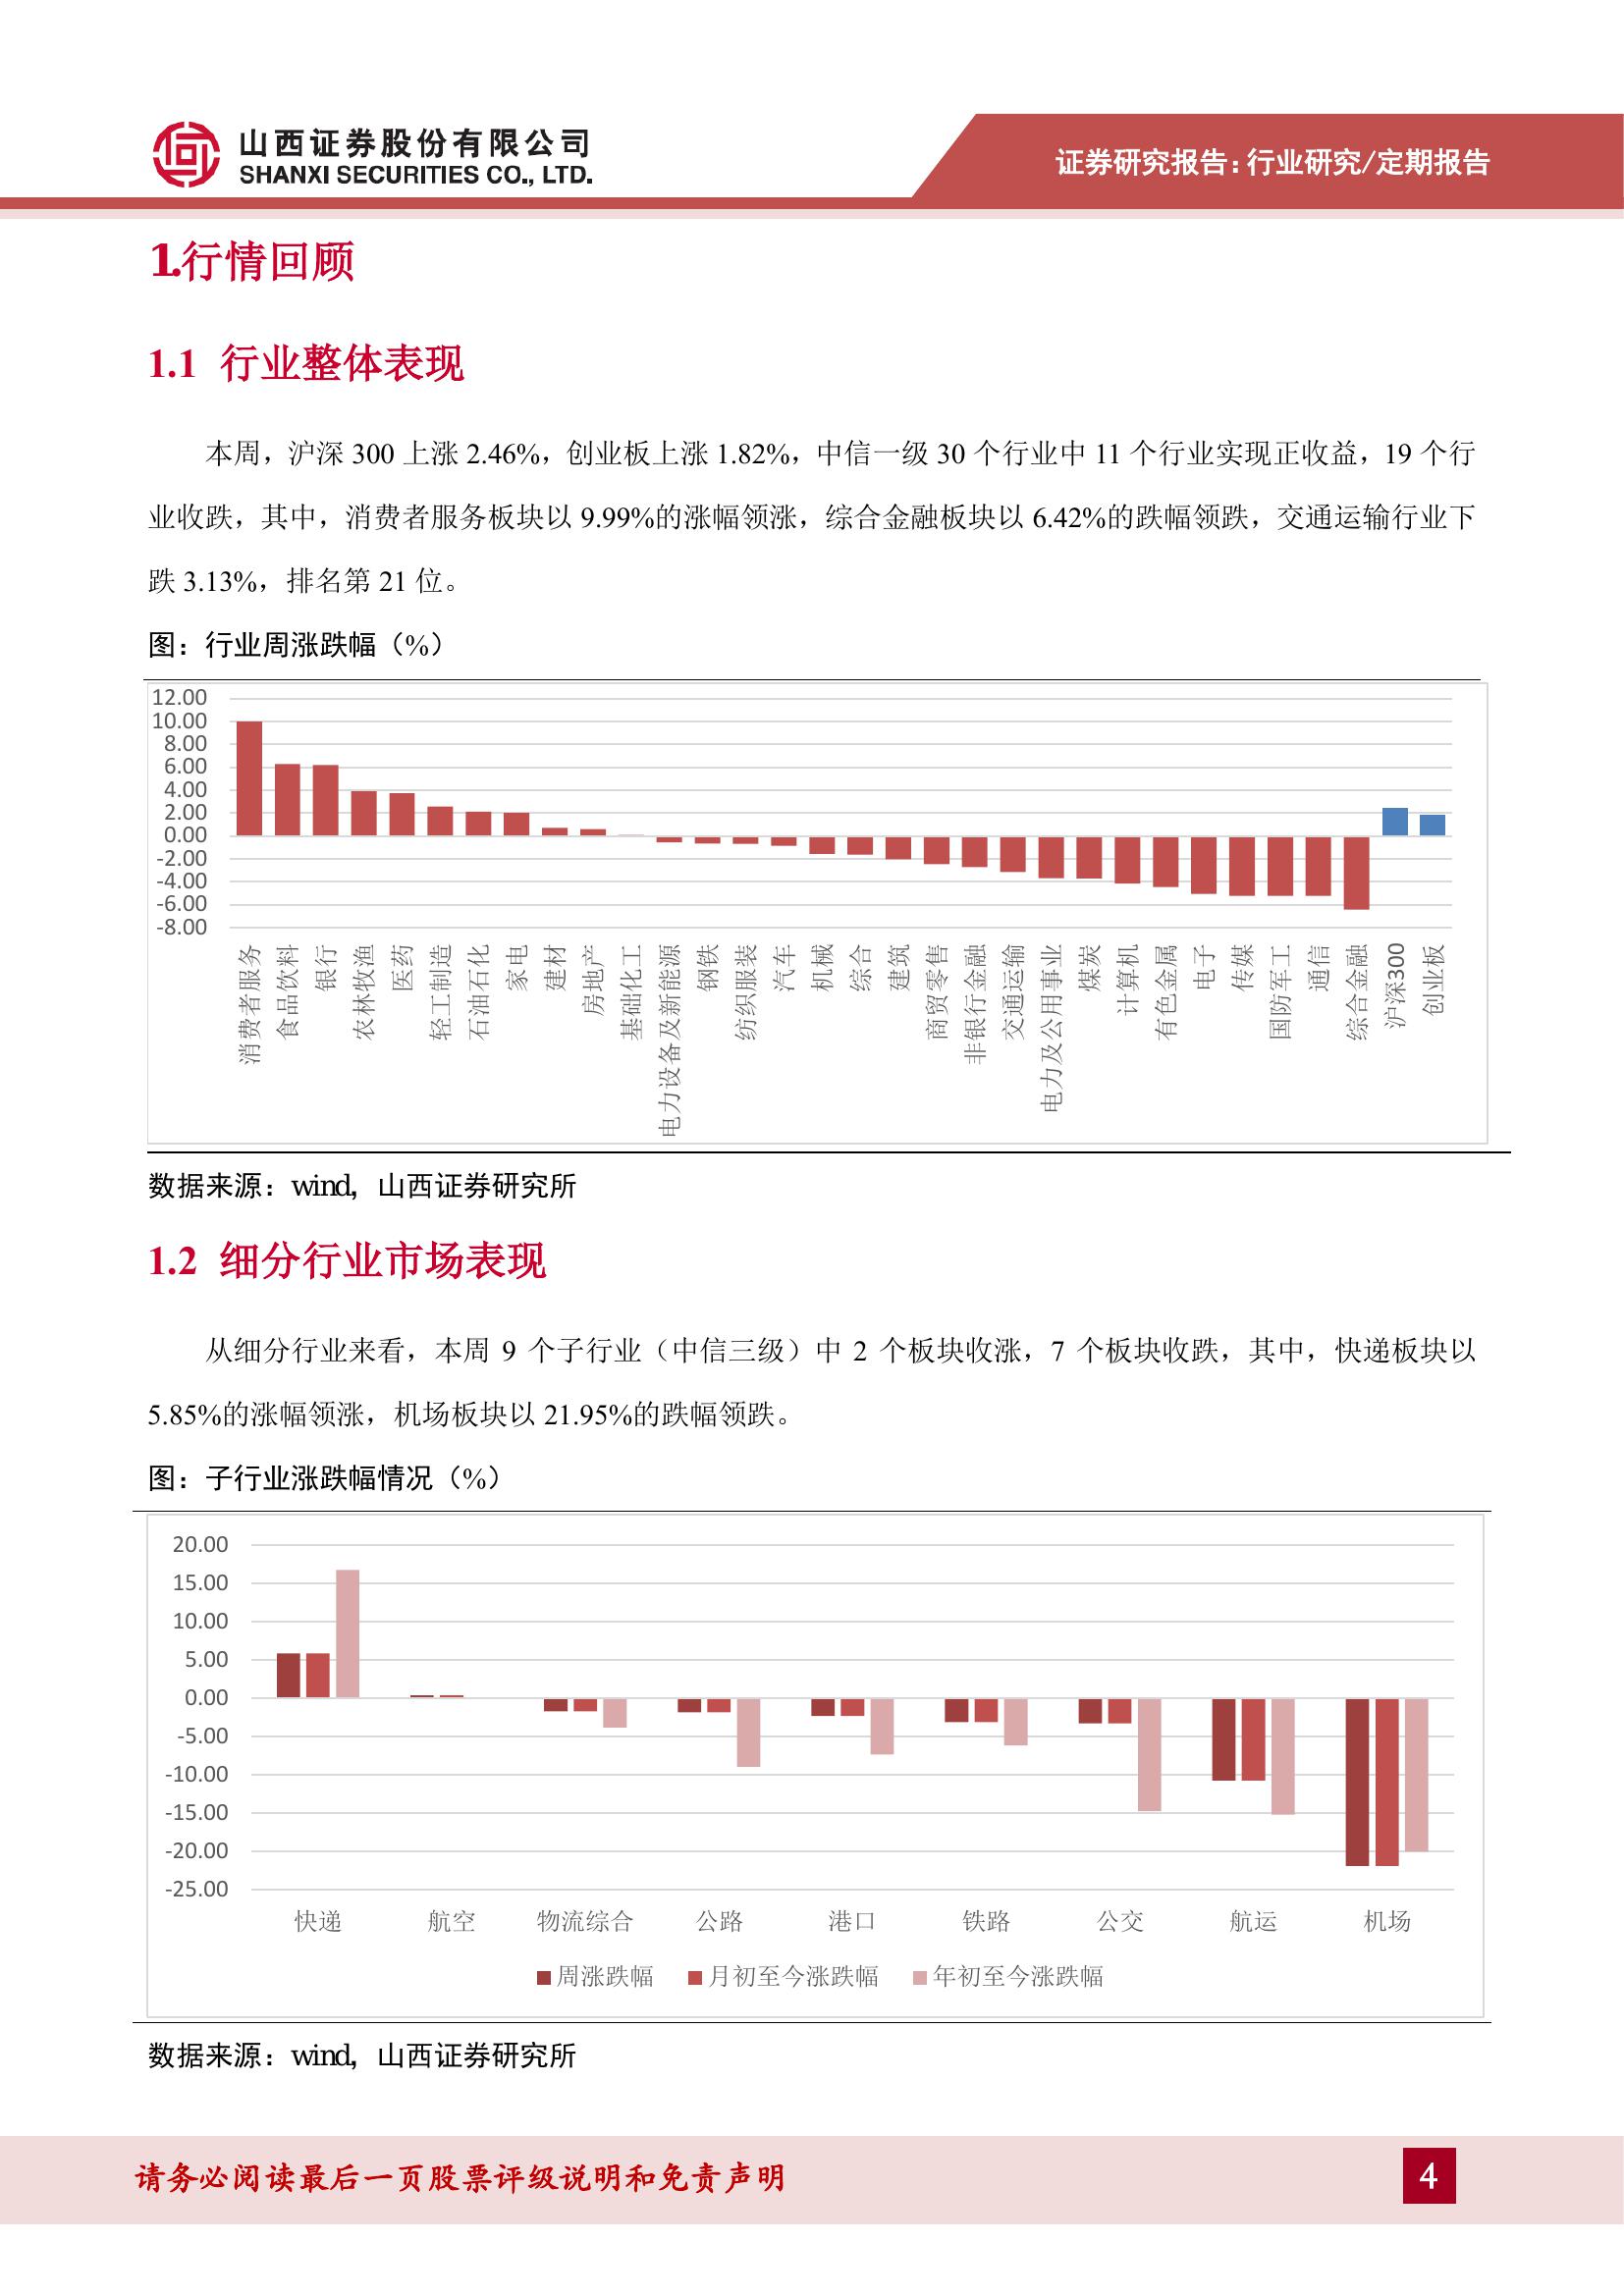 山西证券股份有限公司
SHANXI SECURITIES CO., LTD.
证券研究报告:行业研究/定期报告
1.行情回顾
1.1 行业整体表现
本周，沪深 300 上涨 2.46%，创业板上涨 1.82%，中信一级 30 个行业中 11 个行业实现正收益，19 个行
业收跌，其中，消费者服务板块以 9.99%的涨幅领涨，综合金融板块以 6.42%的跌幅领跌，交通运输行业下
跌 3.13%，排名第 21 位。
图：行业周涨跌幅（%）
12.00
10.00
8.00
6.00
4.00
2.00
0.00
-2.00
-4.00
-6.00
-8.00
消费者服务
食品饮料
银行
农林牧渔
医药
轻工制造
石油石化
家电
建材
房地产
基础化工
电力设备及新能源
钢铁
纺织服装
汽车
机械
综合
建筑
商贸零售
非银行金融
交通运输
电力及公用事业
煤炭
计算机
有色金属
电子
传媒
国防军工
通信
综合金融
沪深300
创业板
数据来源：wind，山西证券研究所
1.2 细分行业市场表现
从细分行业来看，本周 9 个子行业（中信三级）中 2 个板块收涨，7 个板块收跌，其中，快递板块以
5.85%的涨幅领涨，机场板块以 21.95%的跌幅领跌。
图：子行业涨跌幅情况（%）
20.00
15.00
10.00
5.00
0.00
-5.00
-10.00
-15.00
-20.00
-25.00
快递 航空 物流综合 公路 港口 铁路 公交 航运 机场
周涨跌幅 月初至今涨跌幅 年初至今涨跌幅
数据来源：wind，山西证券研究所
请务必阅读最后一页股票评级说明和免责声明
4